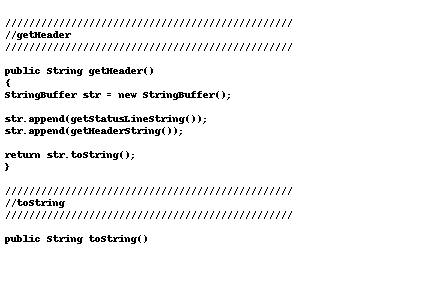 ////////////////////////////////////////////////
//getHeader
////////////////////////////////////////////////
public String getHeader()
{
StringBuffer str = new StringBuffer();
str.append(getStatusLineString());
str.append(getHeaderString());
return str.toString();
}
////////////////////////////////////////////////
//toString
////////////////////////////////////////////////
public String toString()